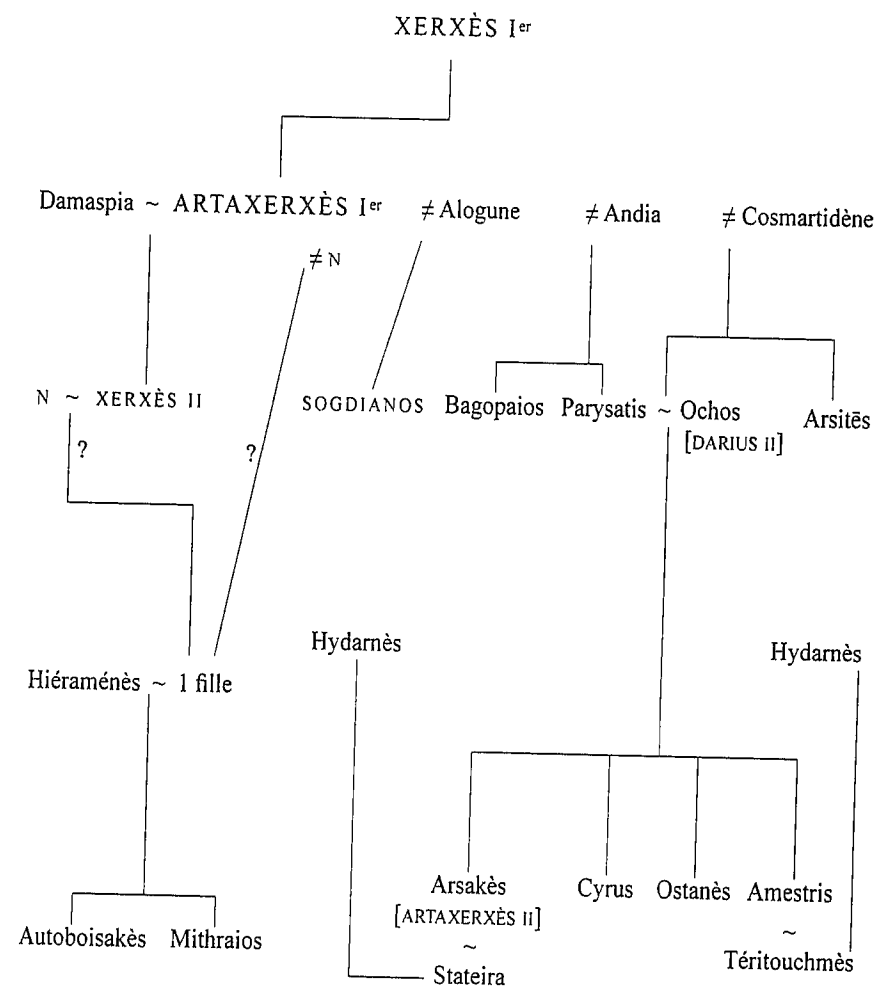 XERXÈS Ier
Damaspia ~ ARTAXERXÈS Ier ≠ Alogune ≠ Andia ≠ Cosmartidène
≠ N
N ~ XERXÈS II SOGDIANOS Bagopaios Parysatis ~ Ochos Arsitēs
[DARIUS II]
? ?
Hydarnès Hydarnès
Hiéraménès ~ 1 fille
Arsakès Cyrus Ostanès Amestris
[ARTAXERXÈS II] ~
~
Autoboisakès Mithraios Téritouchmès
Stateira